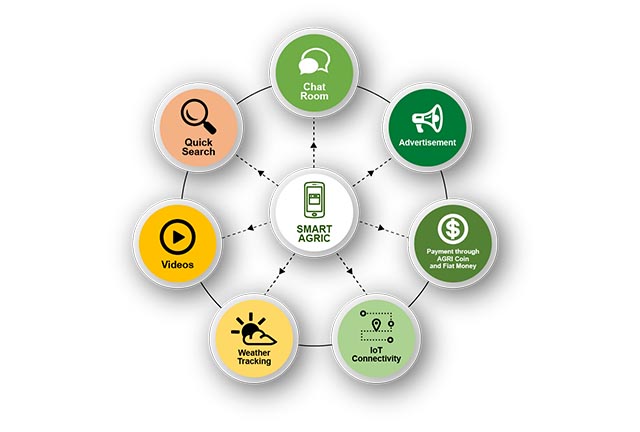 Chat
Room
Advertisement
Payment through
AGRI Coin
and Fiat Money
IoT
Connectivity
Weather
Tracking
Videos
Quick
Search
SMART
AGRIC